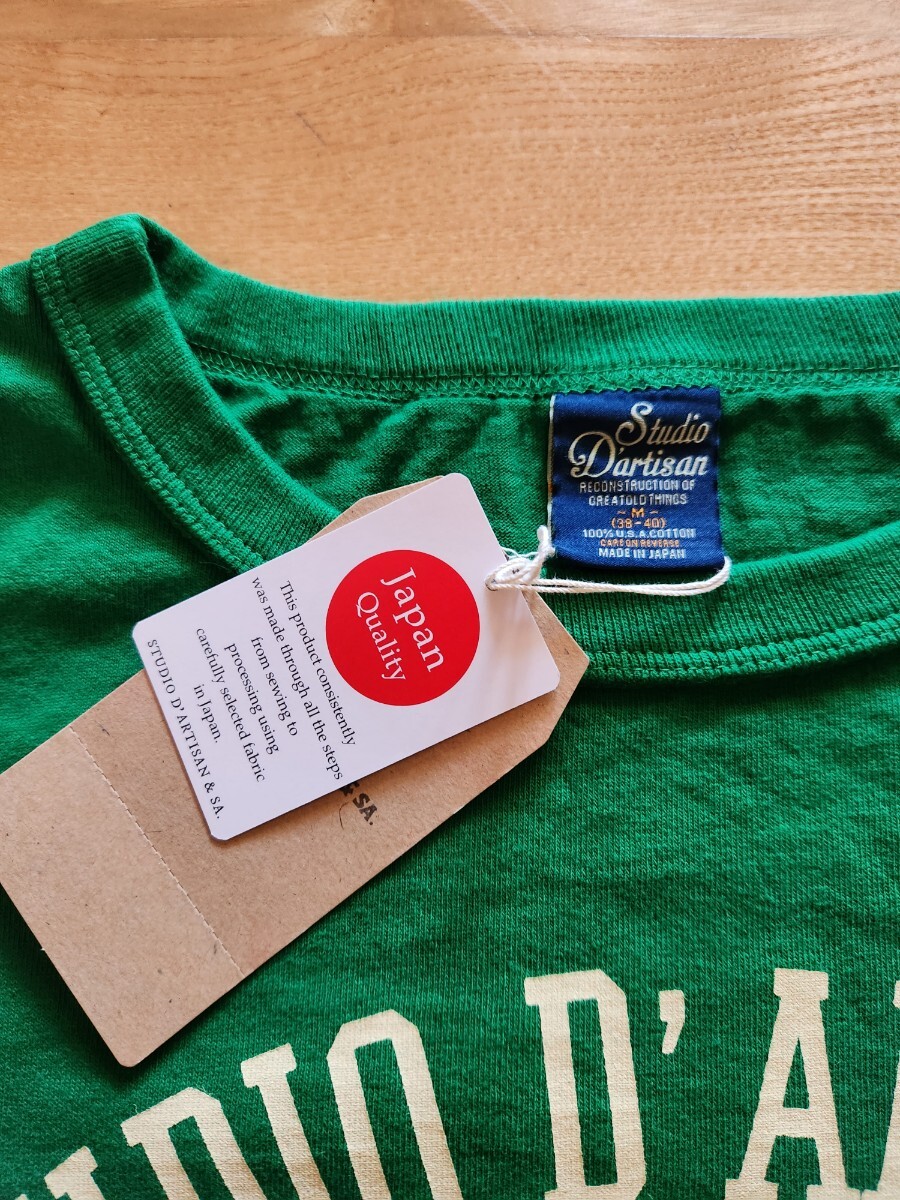 Studio
D'artisan
RECONSTRUCTION OF
GREAT OLD THINGS
~ M ~
(38-40)
100% U.S.A. COTTON
CARE ON REVERSE
MADE IN JAPAN
Japan
Quality
This product consistently
was made through all the steps
from sewing to
processing using
carefully selected fabric
in Japan.
STUDIO D'ARTISAN & SA.
& SA.
UDIO D'A